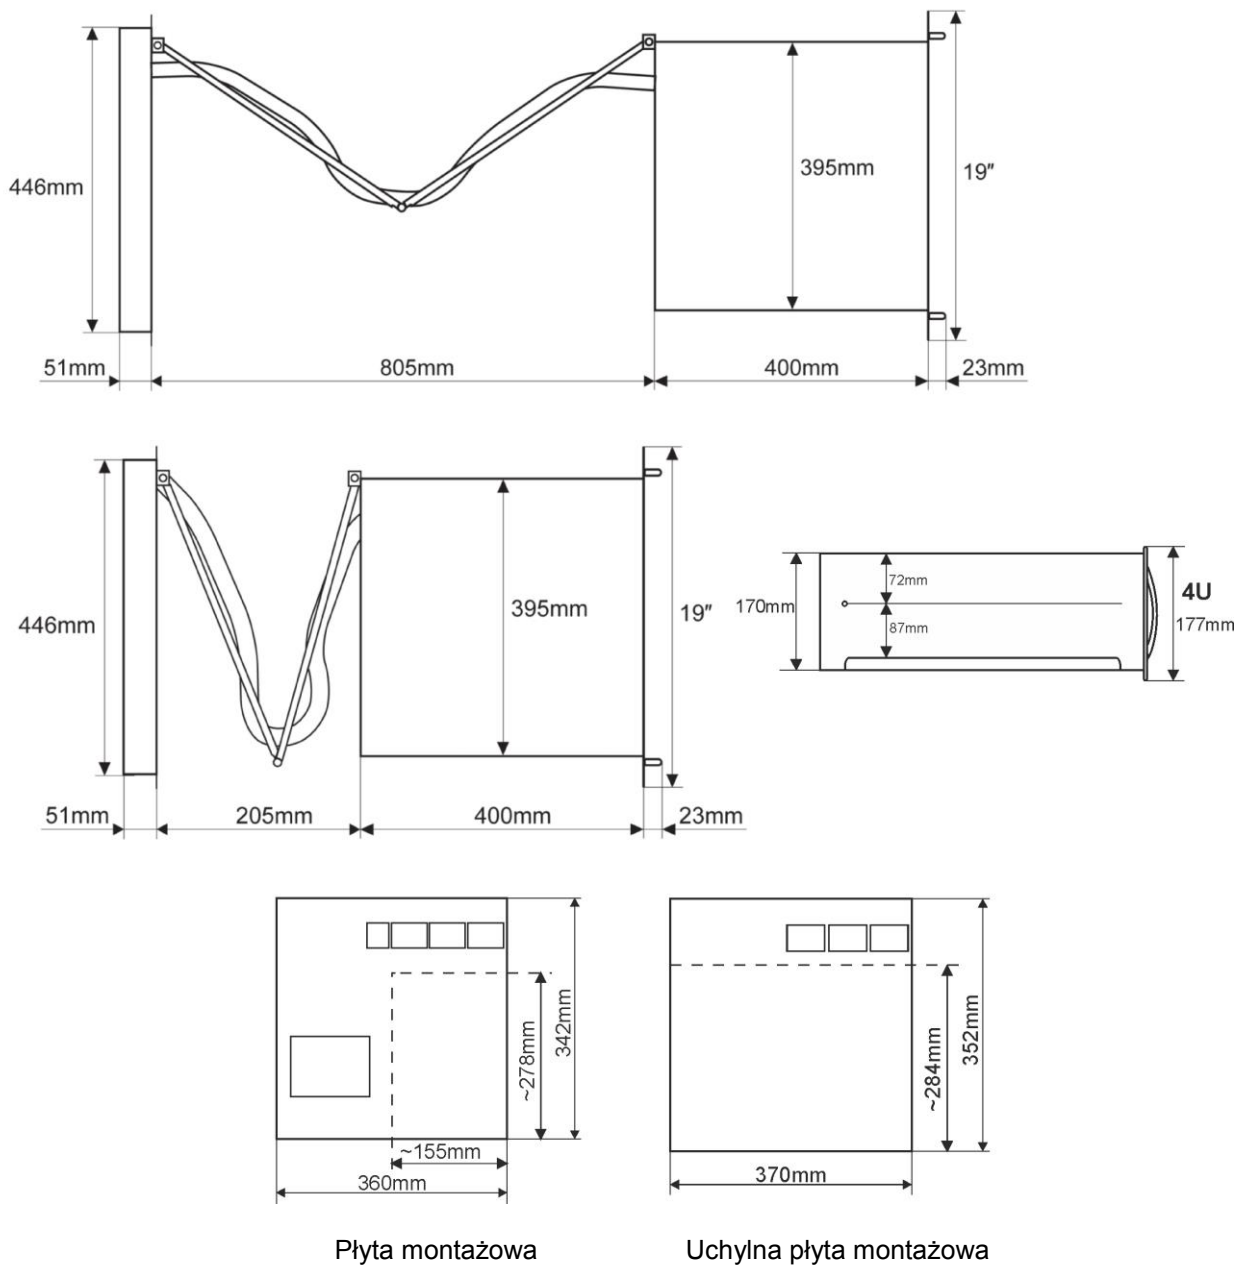 446mm
395mm
19″
51mm
805mm
400mm
23mm
446mm
395mm
19″
51mm
205mm
400mm
23mm
170mm
72mm
87mm
4U
177mm
~278mm
342mm
~155mm
360mm
~284mm
352mm
370mm
Płyta montażowa
Uchylna płyta montażowa